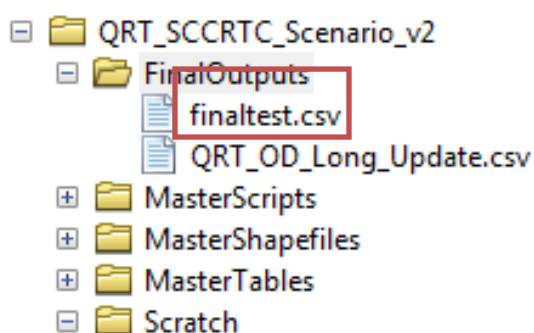 QRT_SCCRTC_Scenario_v2
FinalOutputs
finaltest.csv
QRT_OD_Long_Update.csv
MasterScripts
MasterShapefiles
MasterTables
Scratch